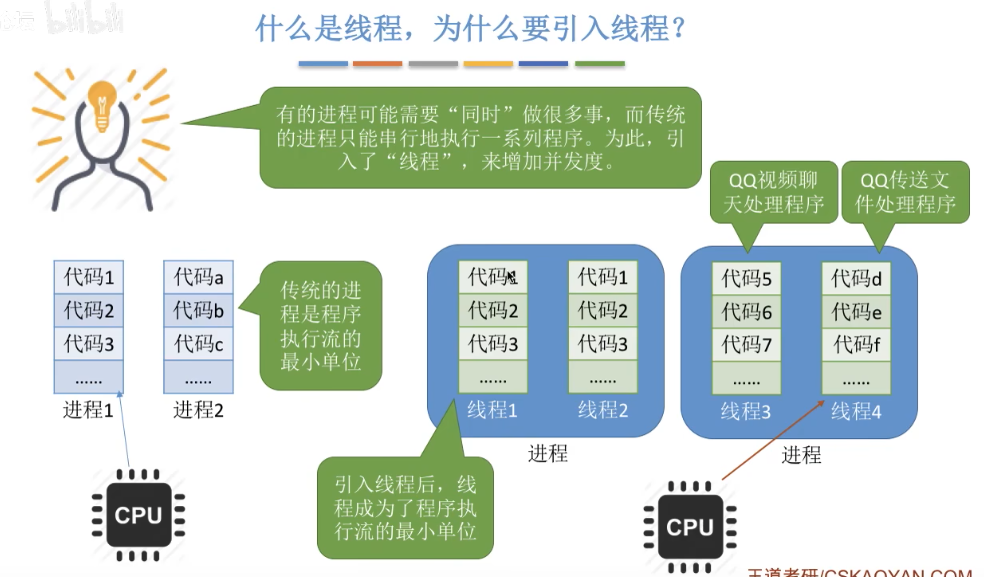 什么是线程，为什么要引入线程？
有的进程可能需要“同时”做很多事，而传统
的进程只能串行地执行一系列程序。为此，引
入了“线程”，来增加并发度。
QQ视频聊
天处理程序
QQ传送文
件处理程序
代码1
代码2
代码3
……
进程1
代码a
代码b
代码c
……
进程2
传统的进
程是程序
执行流的
最小单位
代码
代码2
代码3
……
线程1
代码1
代码2
代码3
……
线程2
进程
代码5
代码6
代码7
……
线程3
代码d
代码e
代码f
……
线程4
进程
引入线程后，线
程成为了程序执
行流的最小单位
CPU
CPU
王道考研/CSKAOYAN.COM